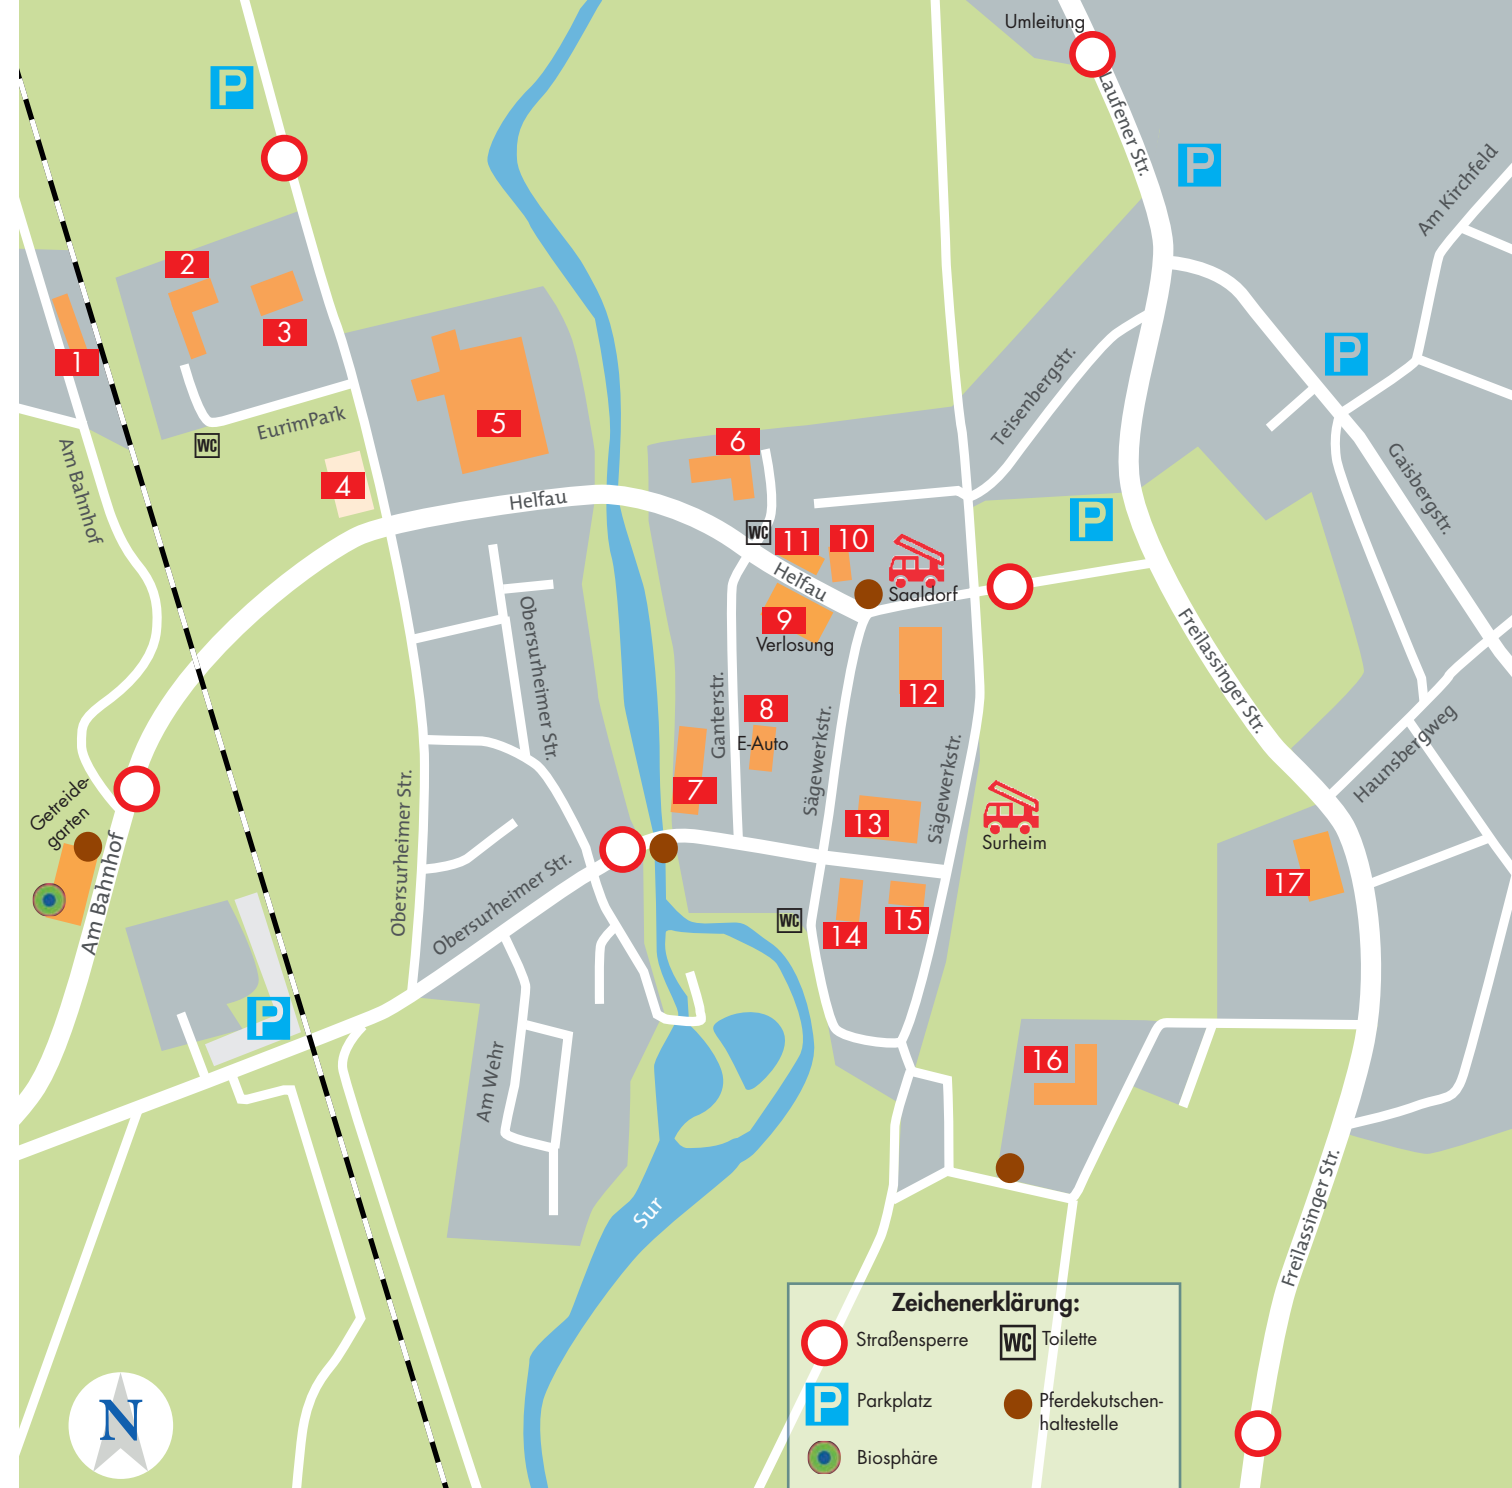 Umleitung
Laufener Str.
P
P
Am Kirchfeld
2
3
1
EurimPark
WC
Am Bahnhof
4
5
Helfau
6
WC
11
10
Helfau
Saaldorf
9
Verlosung
Teisenbergstr.
P
P
Gaisbergstr.
Freilassinger Str.
Haunsbergweg
Obersurheimer Str.
Ganterstr.
8
E-Auto
7
12
Sägewerkstr.
Sägewerkstr.
13
Surheim
17
Getreide-
garten
Am Bahnhof
Obersurheimer Str.
Obersurheimer Str.
WC
14
15
P
Am Wehr
16
Sur
Freilassinger Str.
N
Zeichenerklärung:
Straßensperre
WC Toilette
P Parkplatz
Pferdekutschen-
haltestelle
Biosphäre